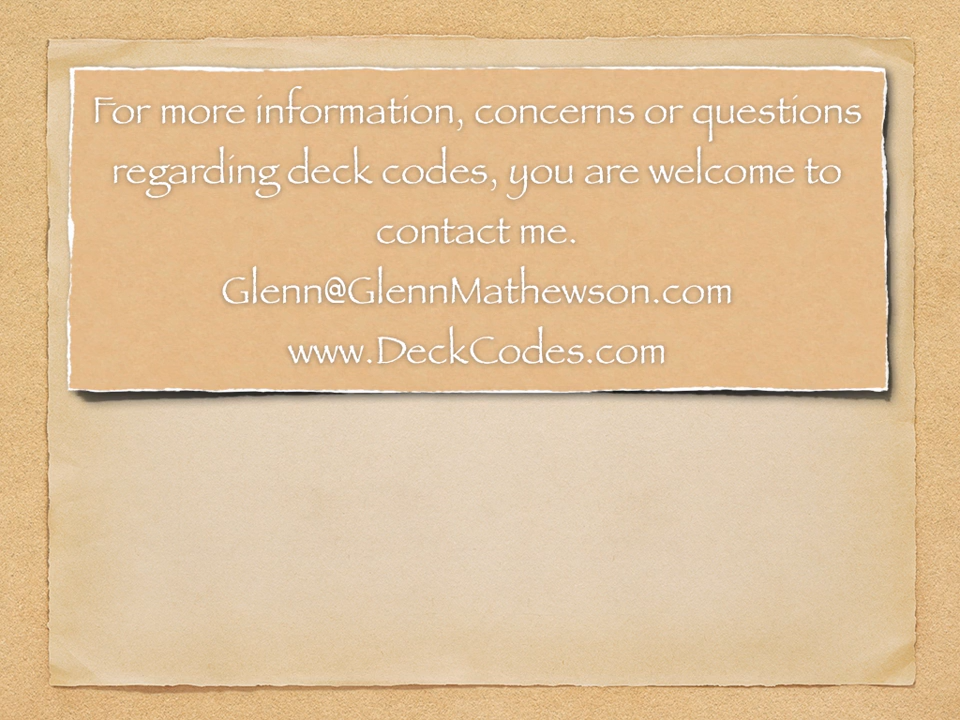 For more information, concerns or questions
regarding deck codes, you are welcome to
contact me.
Glenn@GlennMathewson.com
www.DeckCodes.com